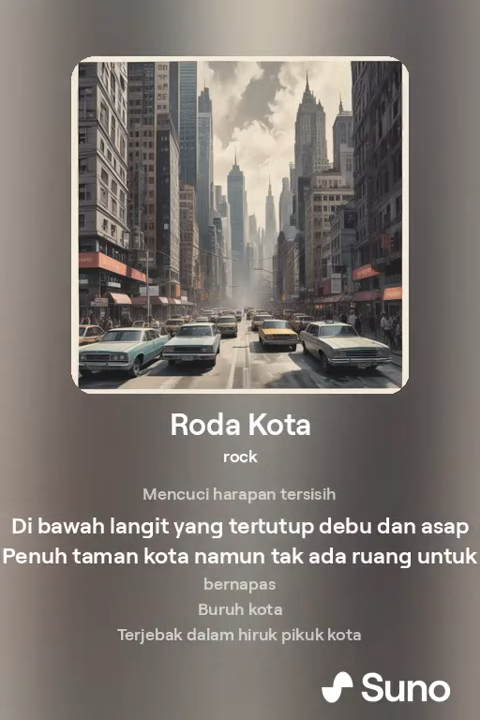 Roda Kota
rock
Mencuci harapan tersisih
Di bawah langit yang tertutup debu dan asap
Penuh taman kota namun tak ada ruang untuk
bernapas
Buruh kota
Terjebak dalam hiruk pikuk kota
Suno